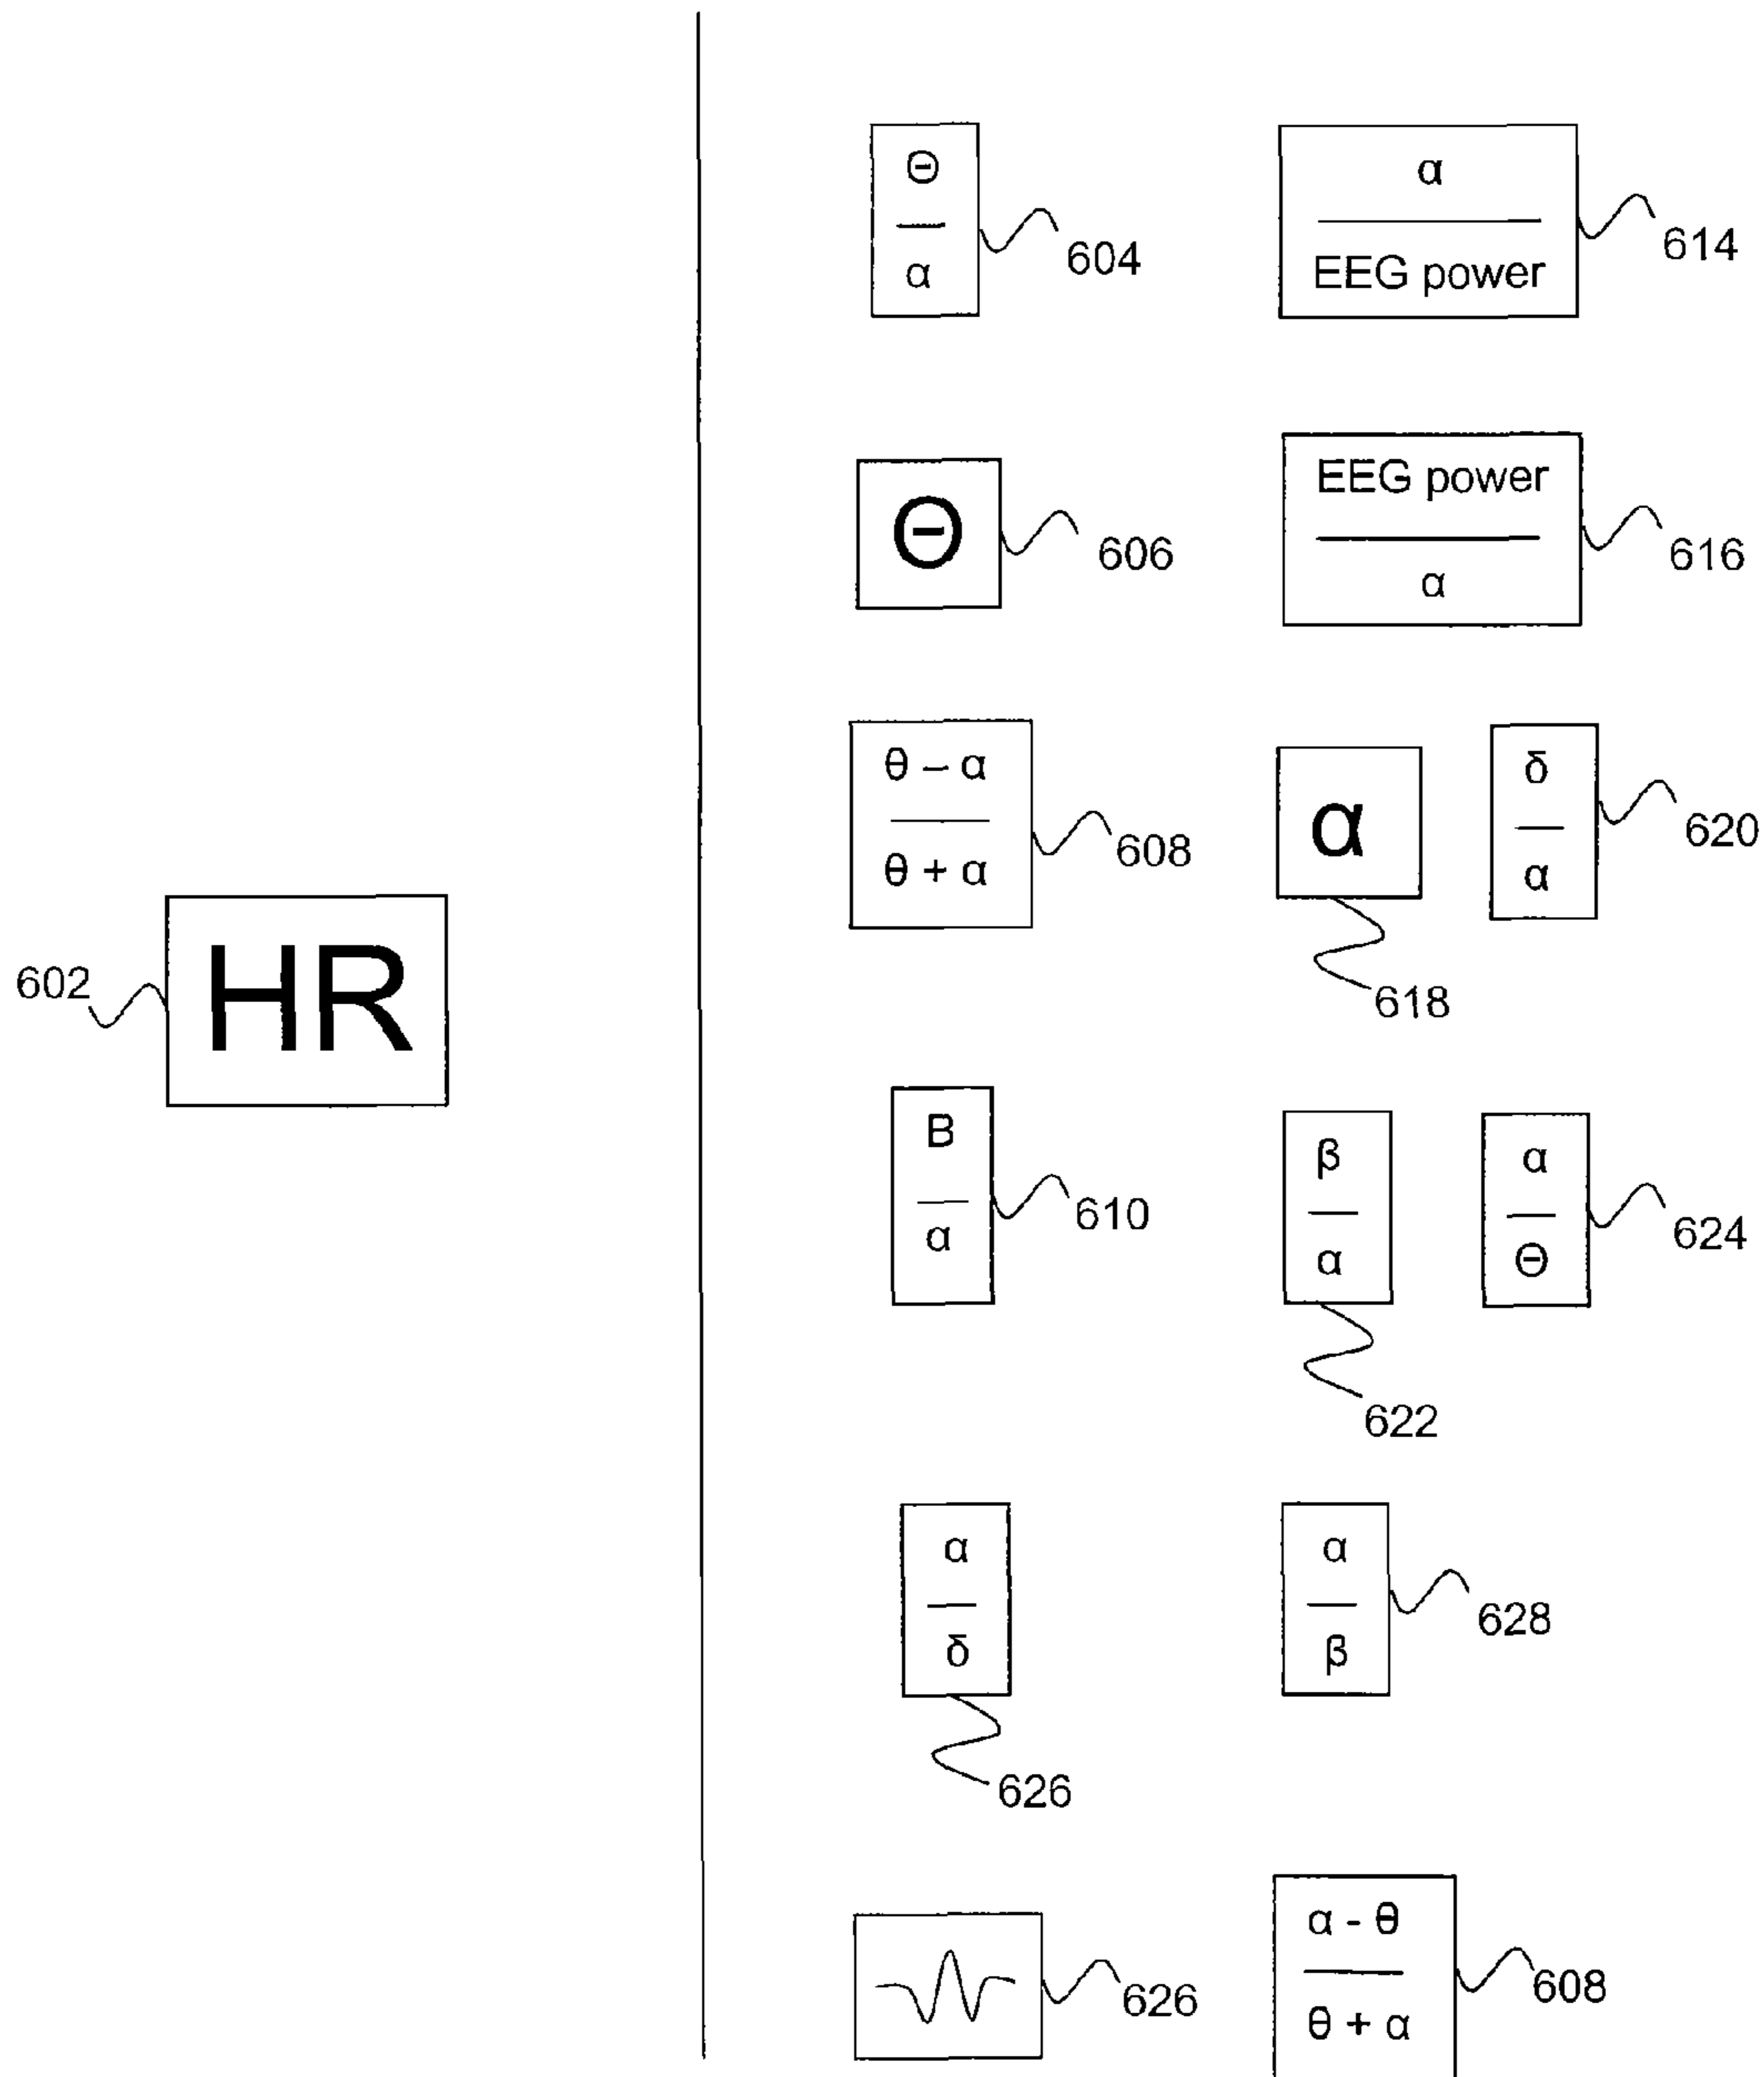 Θ
α
604
α
EEG power
614
Θ
606
EEG power
α
616
θ – α
θ + α
608
α
618
δ
α
620
602
HR
B
α
610
β
α
622
α
Θ
624
α
δ
626
α
β
628
626
α - θ
θ + α
608